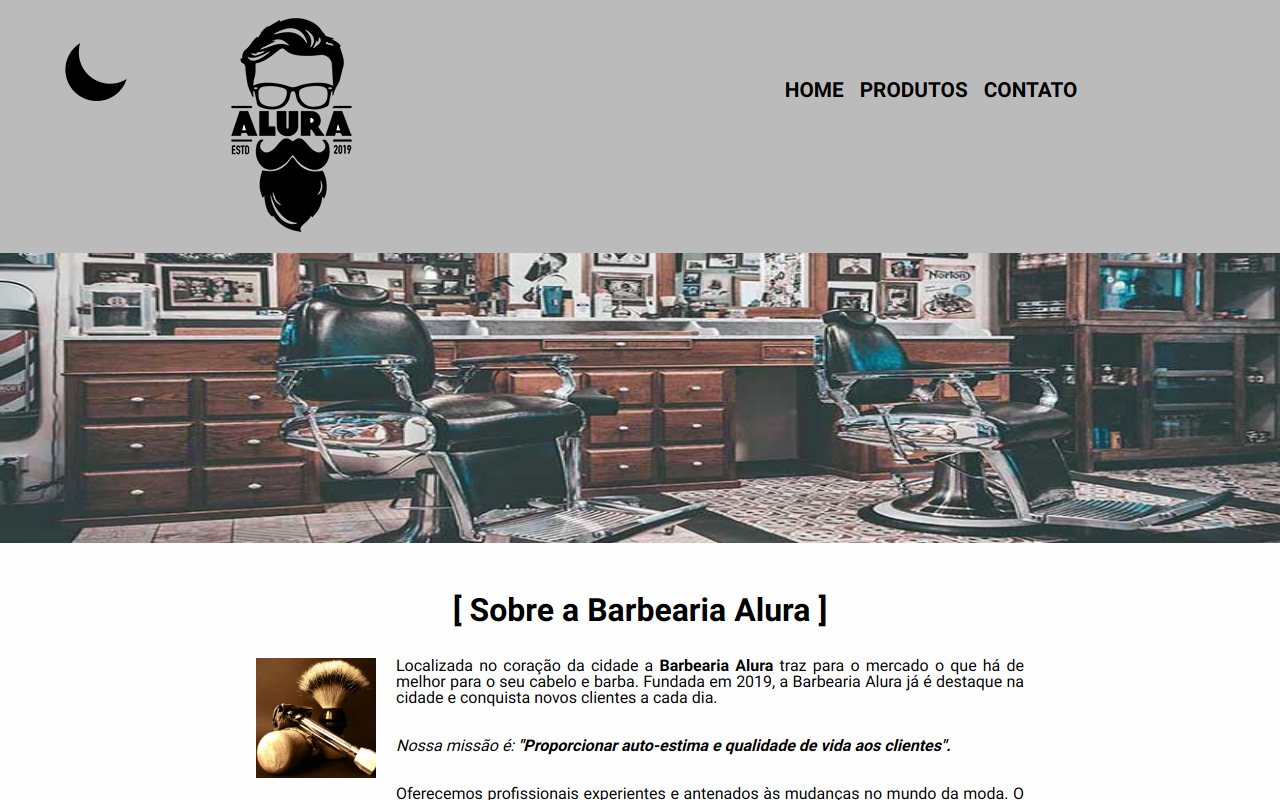 HOME PRODUTOS CONTATO
ALURA
ESTD 2019
Norton
[ Sobre a Barbearia Alura ]
Localizada no coração da cidade a Barbearia Alura traz para o mercado o que há de
melhor para o seu cabelo e barba. Fundada em 2019, a Barbearia Alura já é destaque na
cidade e conquista novos clientes a cada dia.
Nossa missão é: "Proporcionar auto-estima e qualidade de vida aos clientes".
Oferecemos profissionais experientes e antenados às mudanças no mundo da moda. O